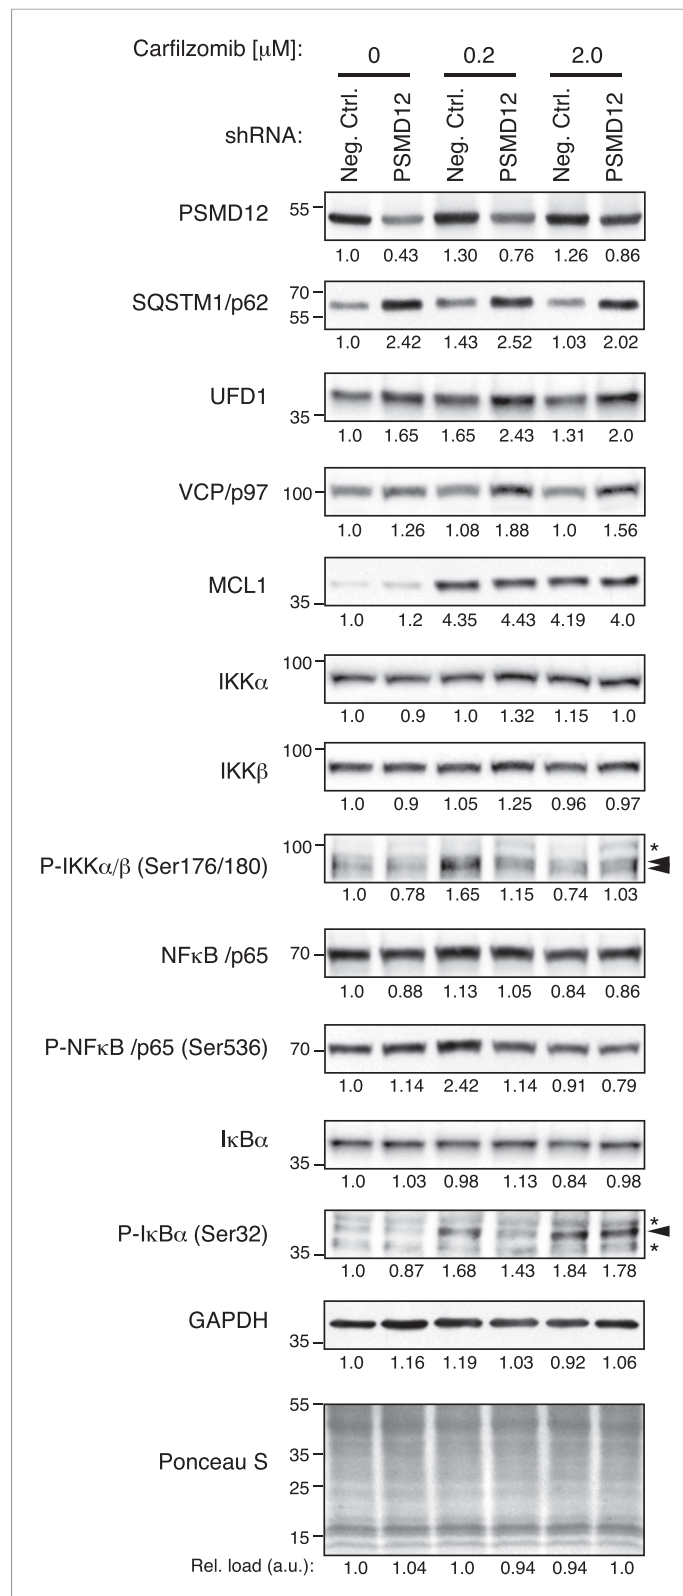 Carfilzomib [μM]: 0 0.2 2.0
shRNA: Neg. Ctrl. PSMD12 Neg. Ctrl. PSMD12 Neg. Ctrl. PSMD12
PSMD12 55
1.0 0.43 1.30 0.76 1.26 0.86
SQSTM1/p62 70
55
1.0 2.42 1.43 2.52 1.03 2.02
UFD1
35
1.0 1.65 1.65 2.43 1.31 2.0
VCP/p97 100
1.0 1.26 1.08 1.88 1.0 1.56
MCL1
35
1.0 1.2 4.35 4.43 4.19 4.0
100
IKKα
1.0 0.9 1.0 1.32 1.15 1.0
100
IKKβ
1.0 0.9 1.05 1.25 0.96 0.97
100 *
P-IKKα/β (Ser176/180)
1.0 0.78 1.65 1.15 0.74 1.03
NFκB /p65 70
1.0 0.88 1.13 1.05 0.84 0.86
P-NFκB /p65 (Ser536) 70
1.0 1.14 2.42 1.14 0.91 0.79
IκBα
35
1.0 1.03 0.98 1.13 0.84 0.98
*
P-IκBα (Ser32)
35 *
1.0 0.87 1.68 1.43 1.84 1.78
GAPDH
35
1.0 1.16 1.19 1.03 0.92 1.06
55
Ponceau S 35
25
15
Rel. load (a.u.): 1.0 1.04 1.0 0.94 0.94 1.0